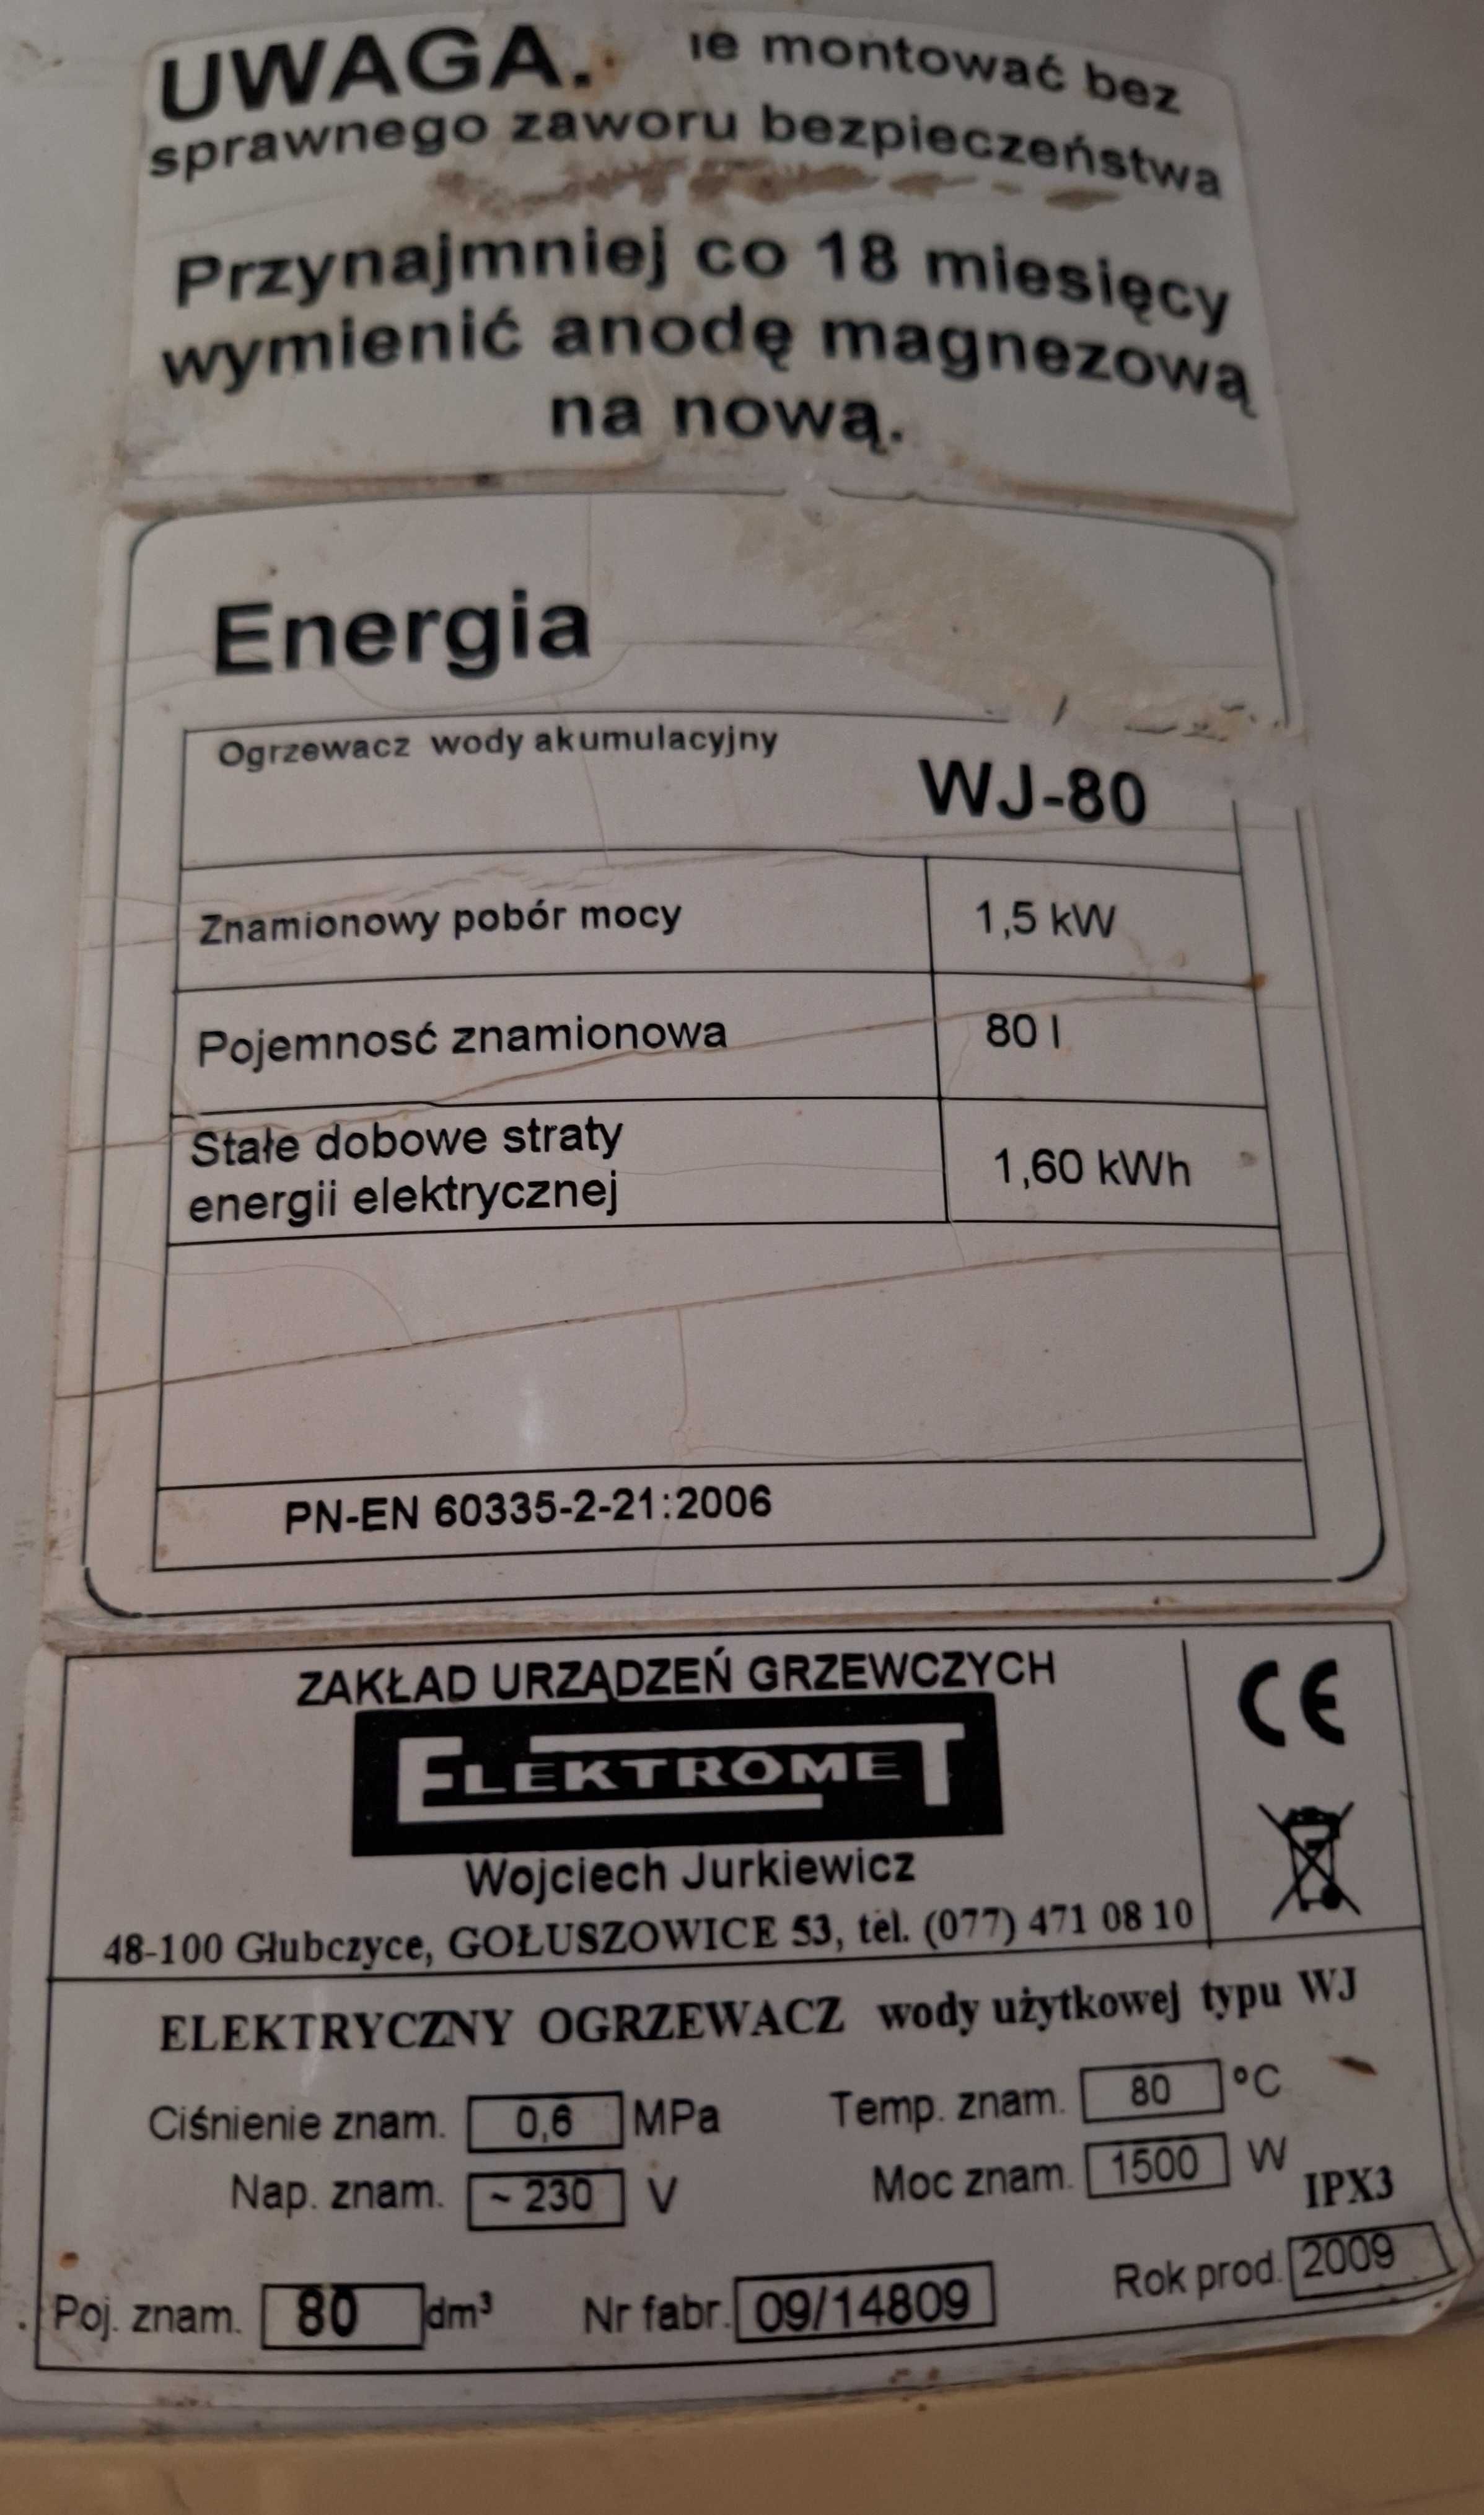 UWAGA. ie montować bez
sprawnego zaworu bezpieczeństwa
Przynajmniej co 18 miesięcy
wymienić anodę magnezową
na nową.
Energia
Ogrzewacz wody akumulacyjny
WJ-80
Znamionowy pobór mocy 1,5 kW
Pojemnosć znamionowa 80 l
Stałe dobowe straty
energii elektrycznej 1,60 kWh
PN-EN 60335-2-21:2006
ZAKŁAD URZĄDZEŃ GRZEWCZYCH
ELEKTROMET
CE
Wojciech Jurkiewicz
48-100 Głubczyce, GOŁUSZOWICE 53, tel. (077) 471 08 10
ELEKTRYCZNY OGRZEWACZ wody użytkowej typu WJ
Ciśnienie znam. 0,6 MPa Temp. znam. 80 °C
Nap. znam. ~ 230 V Moc znam. 1500 W
IPX3
Poj. znam. 80 dm³ Nr fabr. 09/14809 Rok prod. 2009